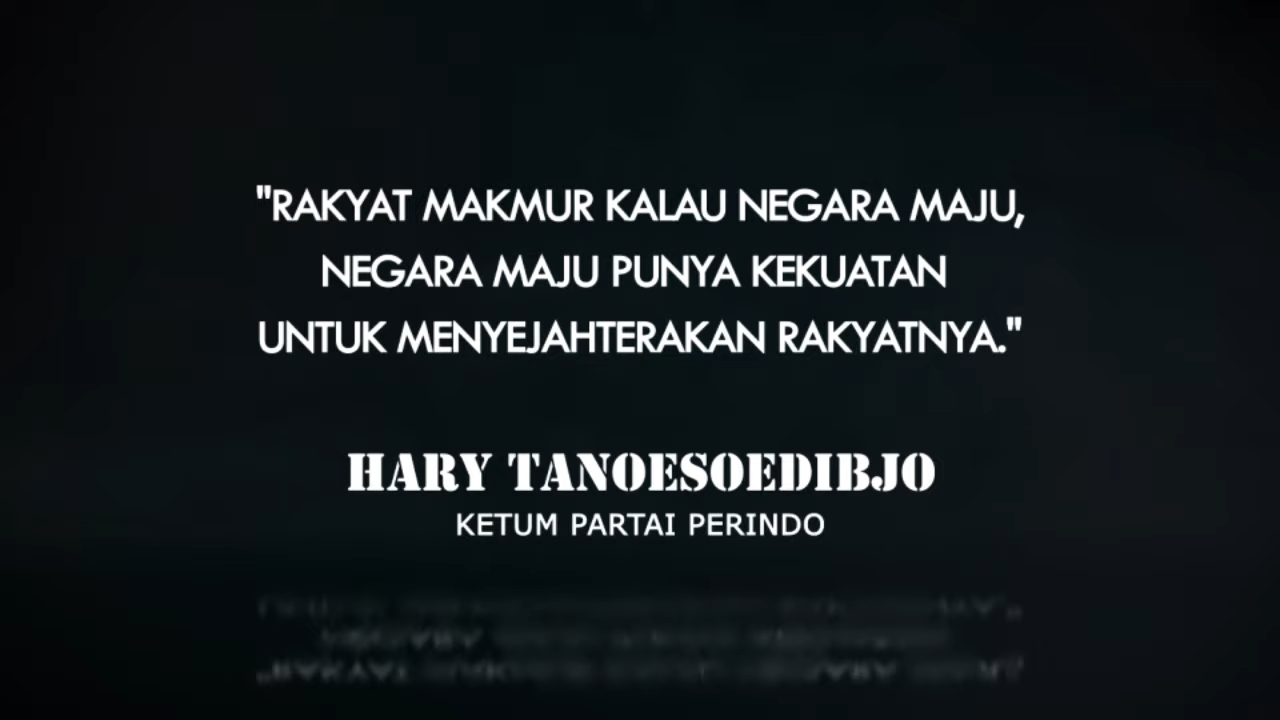 "RAKYAT MAKMUR KALAU NEGARA MAJU,
NEGARA MAJU PUNYA KEKUATAN
UNTUK MENYEJAHTERAKAN RAKYATNYA."
HARY TANOESOEDIBJO
KETUM PARTAI PERINDO